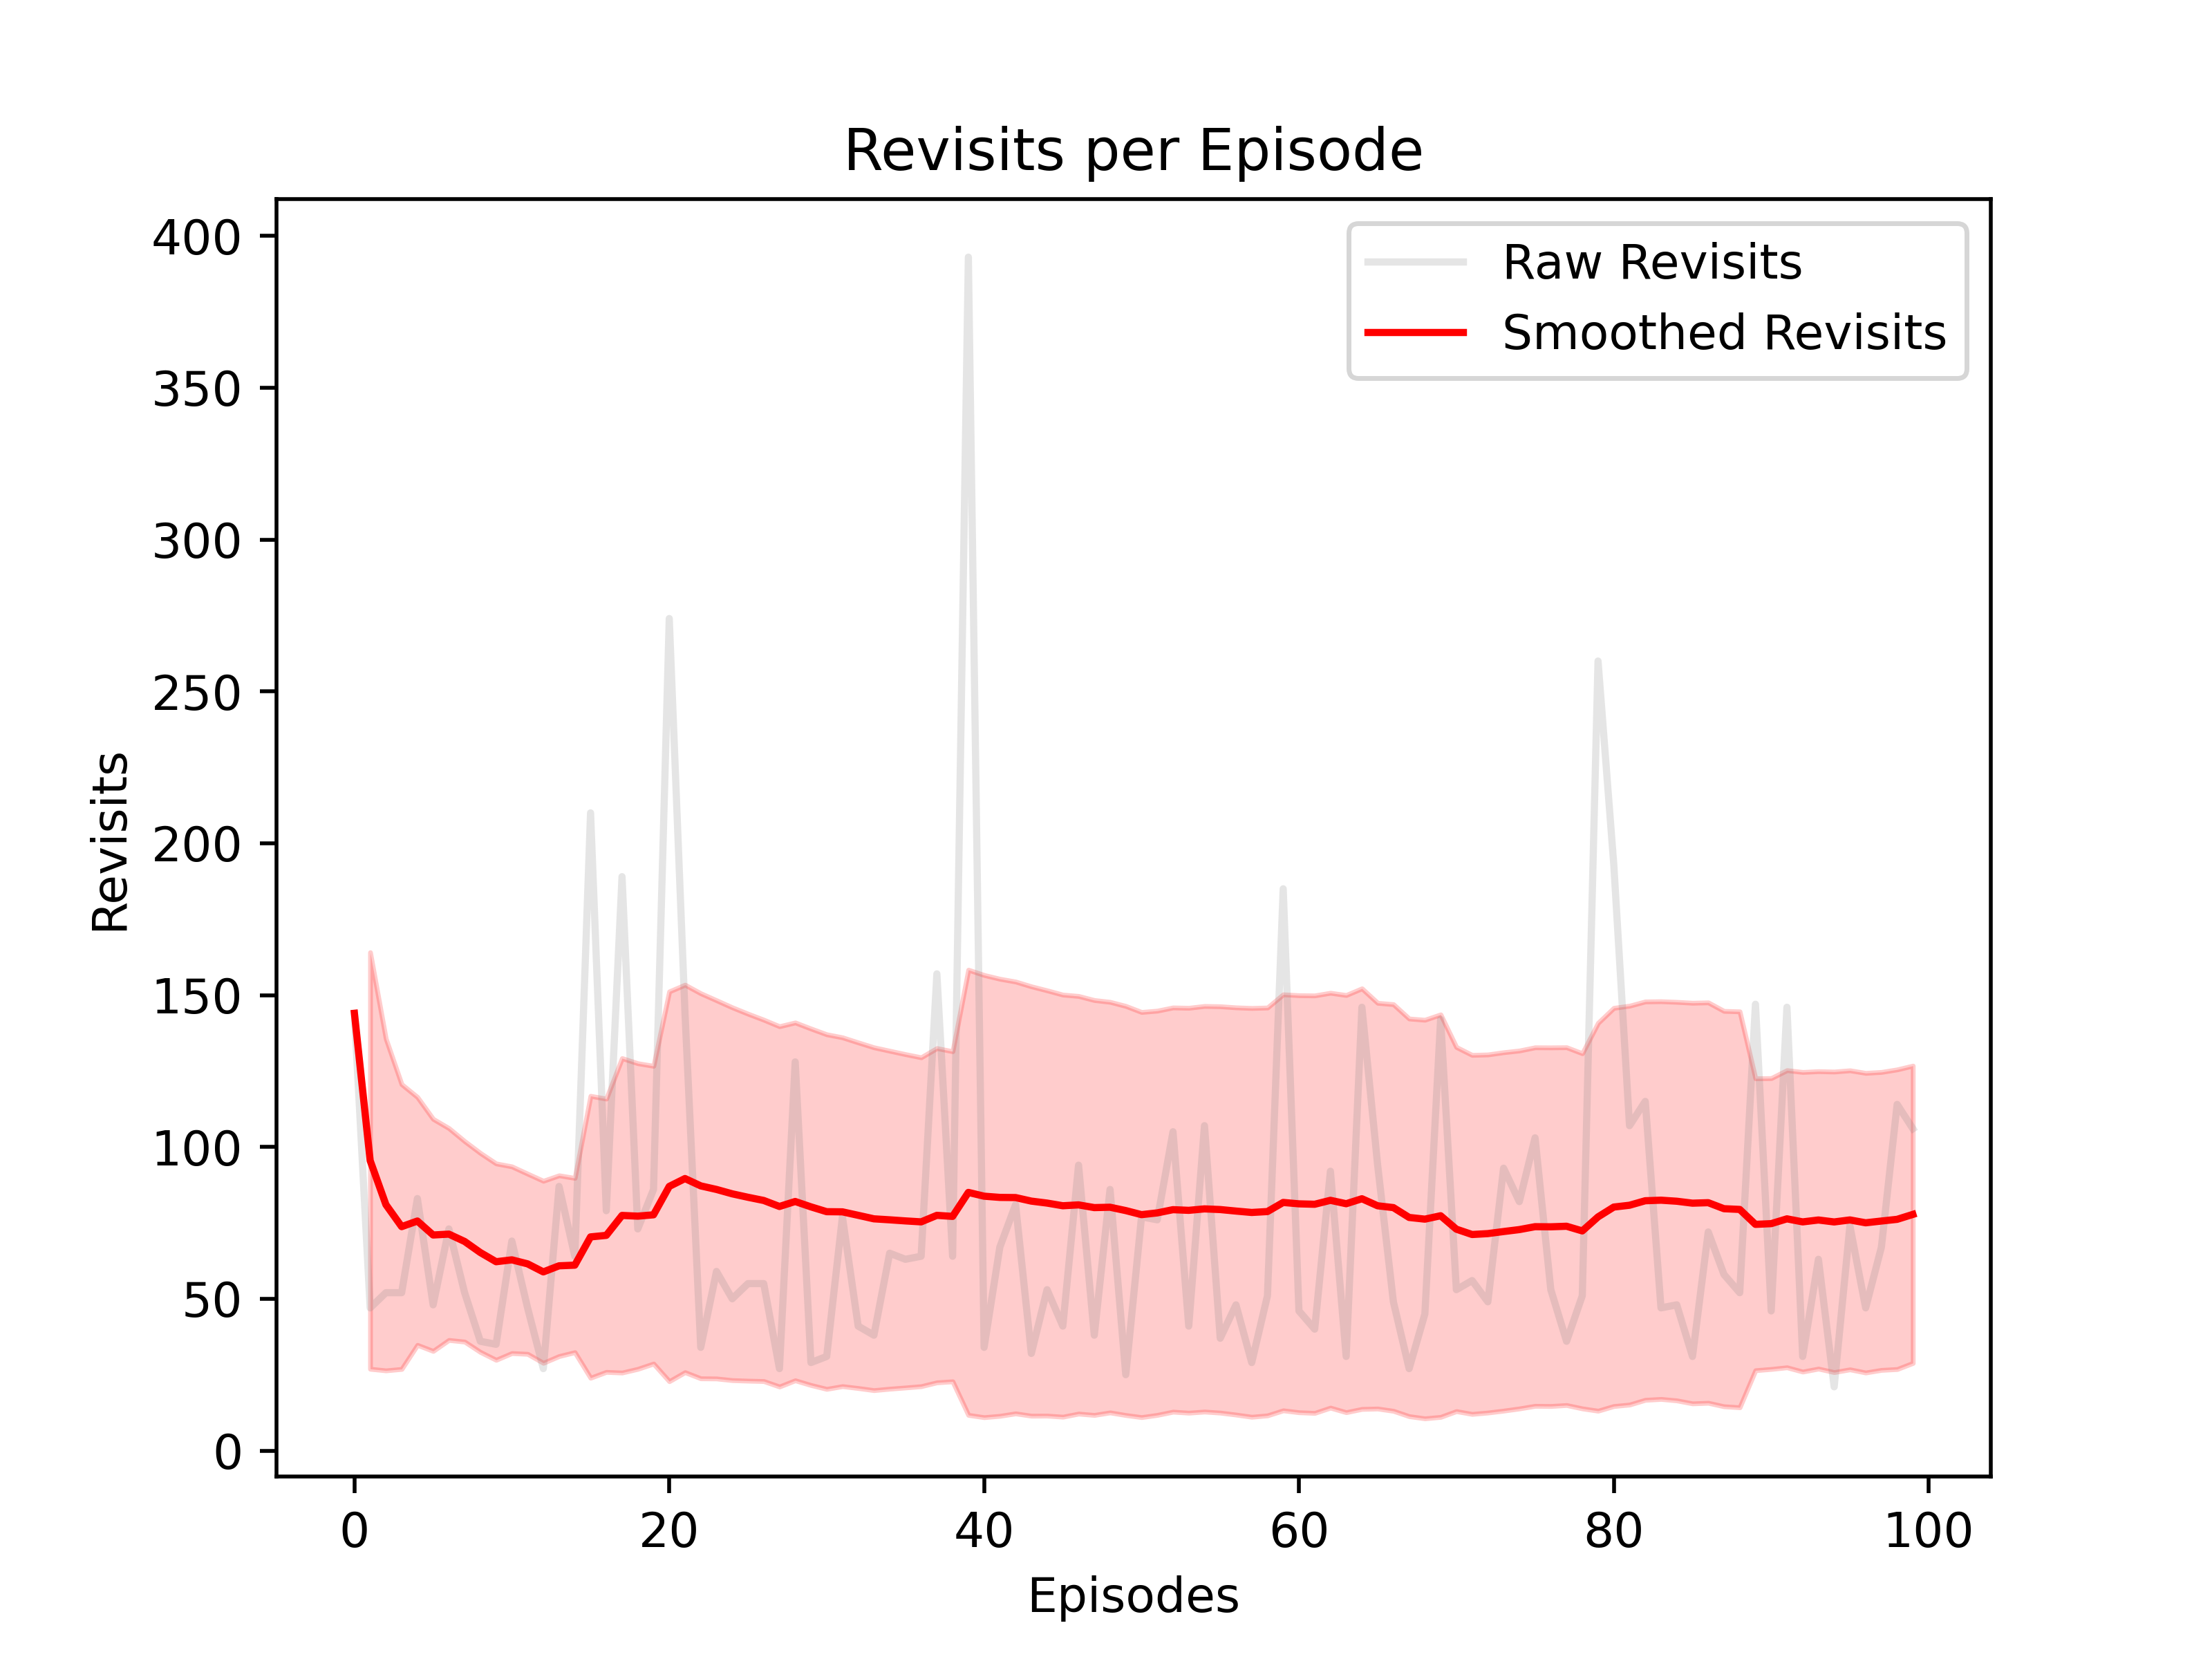 Revisits per Episode
Raw Revisits
Smoothed Revisits
400
350
300
250
200
150
100
50
0
Revisits
0 20 40 60 80 100
Episodes